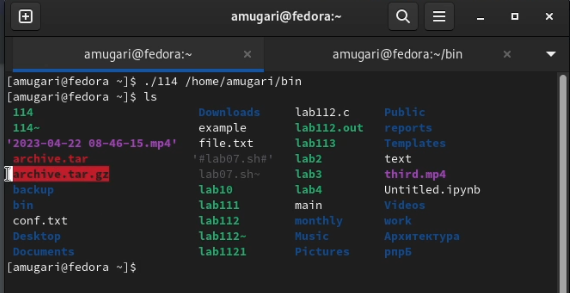 amugari@fedora:~
amugari@fedora:~ amugari@fedora:~/bin
[amugari@fedora ~]$ ./114 /home/amugari/bin
[amugari@fedora ~]$ ls
114 Downloads lab112.c Public
114~ example lab112.out reports
'2023-04-22 08-46-15.mp4' file.txt lab113 Templates
archive.tar '#lab07.sh#' lab2 text
archive.tar.gz lab07.sh~ lab3 third.mp4
backup lab10 lab4 Untitled.ipynb
bin lab111 main Videos
conf.txt lab112 monthly work
Desktop lab112~ Music Архитектура
Documents lab1121 Pictures рпрБ
[amugari@fedora ~]$